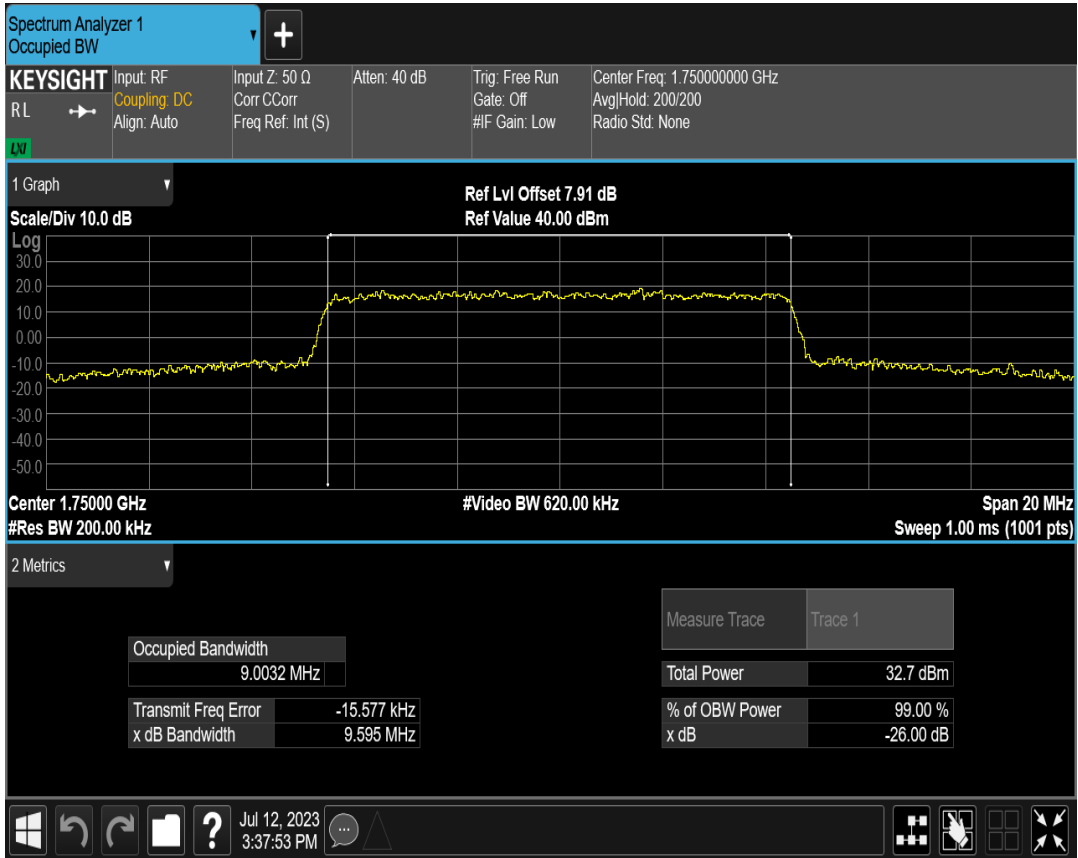 Spectrum Analyzer 1
Occupied BW
+
KEYSIGHT
R L
LXI
Input: RF
Coupling: DC
Align: Auto
Input Z: 50 Ω
Corr CCorr
Freq Ref: Int (S)
Atten: 40 dB
Trig: Free Run
Gate: Off
#IF Gain: Low
Center Freq: 1.750000000 GHz
Avg|Hold: 200/200
Radio Std: None
1 Graph
Scale/Div 10.0 dB
Ref Lvl Offset 7.91 dB
Ref Value 40.00 dBm
Log
30.0
20.0
10.0
0.00
-10.0
-20.0
-30.0
-40.0
-50.0
Center 1.75000 GHz
#Video BW 620.00 kHz
Span 20 MHz
#Res BW 200.00 kHz
Sweep 1.00 ms (1001 pts)
2 Metrics
Measure Trace Trace 1
Occupied Bandwidth
9.0032 MHz
Total Power 32.7 dBm
Transmit Freq Error -15.577 kHz
% of OBW Power 99.00 %
x dB Bandwidth 9.595 MHz
x dB -26.00 dB
?
Jul 12, 2023
3:37:53 PM